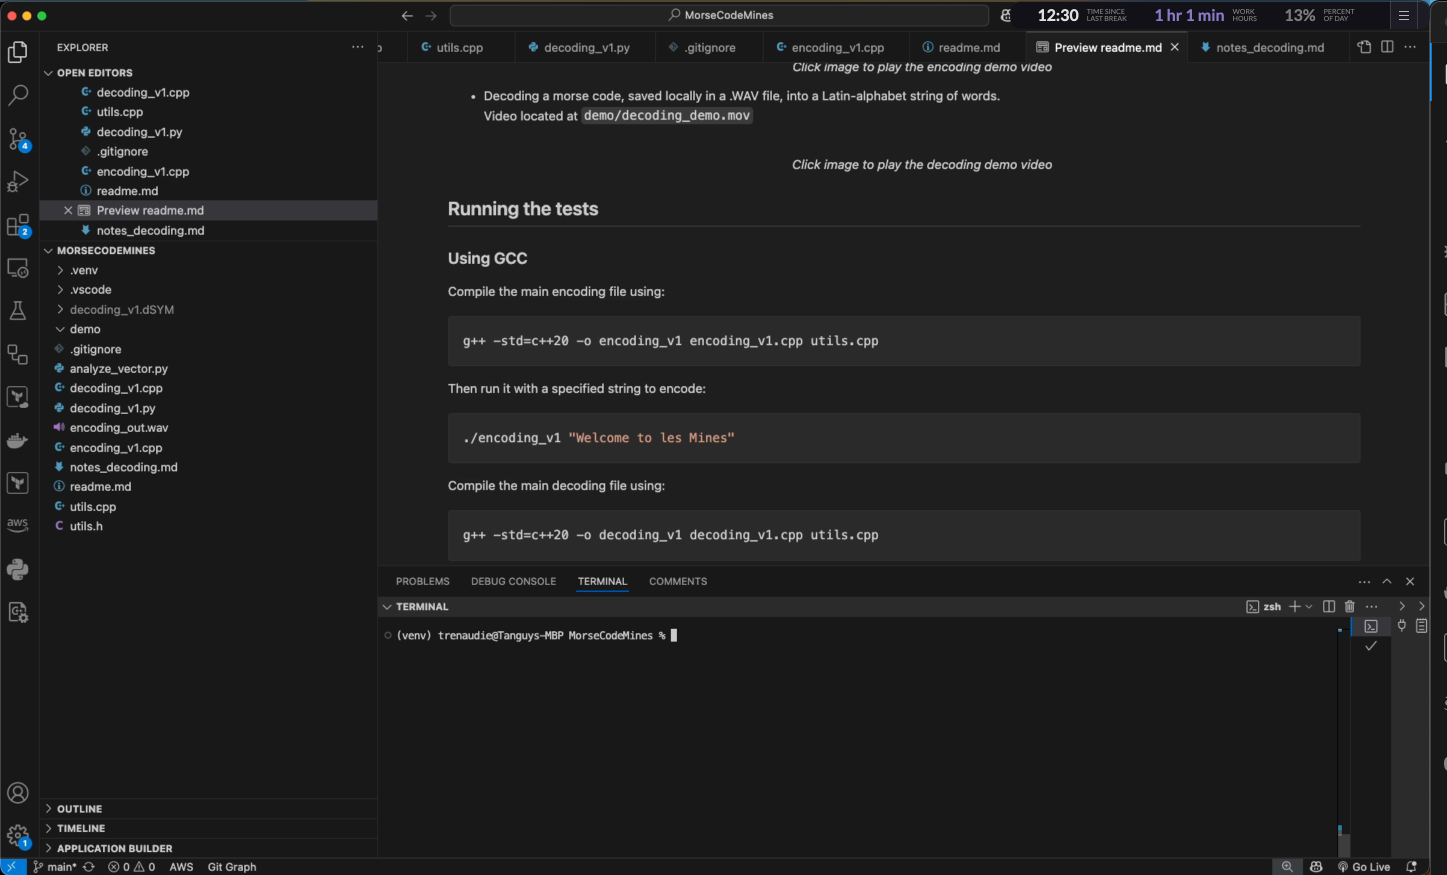 MorseCodeMines
12:30 TIME SINCE LAST BREAK 1 hr 1 min WORK HOURS 13% PERCENT OF DAY
EXPLORER
utils.cpp decoding_v1.py .gitignore encoding_v1.cpp readme.md Preview readme.md notes_decoding.md
OPEN EDITORS
decoding_v1.cpp
utils.cpp
decoding_v1.py
.gitignore
encoding_v1.cpp
readme.md
Preview readme.md
notes_decoding.md
MORSECODEMINES
.venv
.vscode
decoding_v1.dSYM
demo
.gitignore
analyze_vector.py
decoding_v1.cpp
decoding_v1.py
encoding_out.wav
encoding_v1.cpp
notes_decoding.md
readme.md
utils.cpp
utils.h
OUTLINE
TIMELINE
APPLICATION BUILDER
4
2
aws
1
Click image to play the encoding demo video
• Decoding a morse code, saved locally in a .WAV file, into a Latin-alphabet string of words.
Video located at demo/decoding_demo.mov
Click image to play the decoding demo video
Running the tests
Using GCC
Compile the main encoding file using:
g++ -std=c++20 -o encoding_v1 encoding_v1.cpp utils.cpp
Then run it with a specified string to encode:
./encoding_v1 "Welcome to les Mines"
Compile the main decoding file using:
g++ -std=c++20 -o decoding_v1 decoding_v1.cpp utils.cpp
PROBLEMS DEBUG CONSOLE TERMINAL COMMENTS
TERMINAL
zsh
(venv) trenaudie@Tanguys-MBP MorseCodeMines %
main* 0 0 AWS Git Graph
Go Live